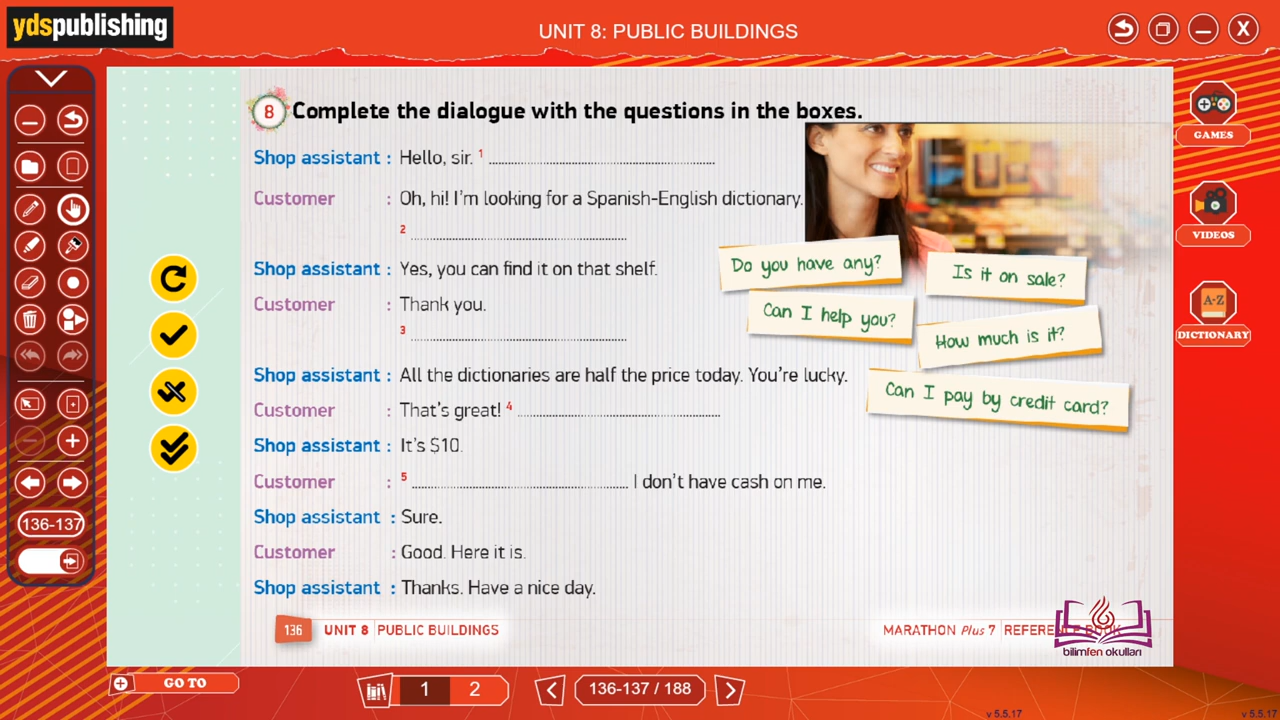 ydspublishing
UNIT 8: PUBLIC BUILDINGS
8 Complete the dialogue with the questions in the boxes.
Shop assistant : Hello, sir. 1 ............................................................
Customer : Oh, hi! I'm looking for a Spanish-English dictionary.
2 ............................................................
Shop assistant : Yes, you can find it on that shelf.
Customer : Thank you.
3 ............................................................
Shop assistant : All the dictionaries are half the price today. You're lucky.
Customer : That's great! 4 ............................................................
Shop assistant : It's $10.
Customer : 5 ............................................................ I don't have cash on me.
Shop assistant : Sure.
Customer : Good. Here it is.
Shop assistant : Thanks. Have a nice day.
Do you have any?
Is it on sale?
Can I help you?
How much is it?
Can I pay by credit card?
GAMES
VIDEOS
A-Z
DICTIONARY
136-137
136 UNIT 8 | PUBLIC BUILDINGS
MARATHON Plus 7 | REFERENCE BOOK
bilimfen okulları
GO TO
1 2
136-137 / 188
v 5.5.17
v 5.5.17